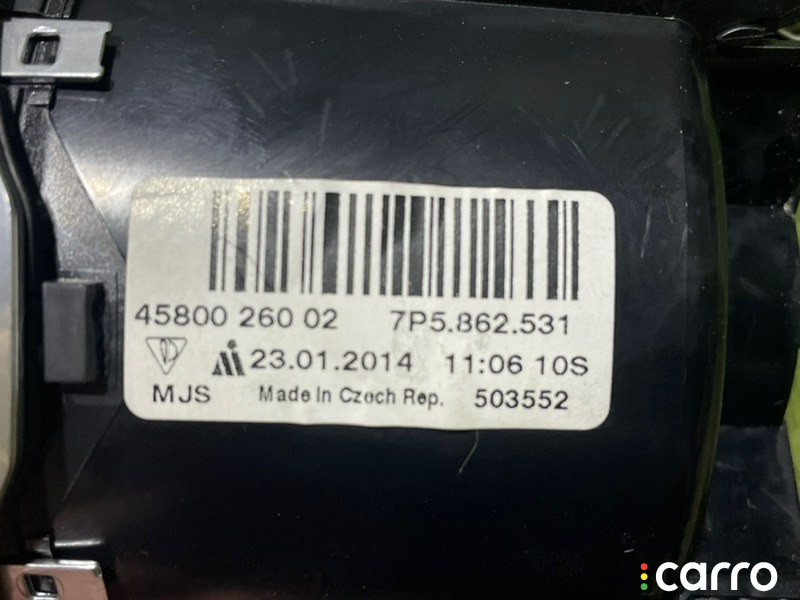 45800 260 02 7P5.862.531
23.01.2014 11:06 10S
MJS Made In Czech Rep. 503552
carro